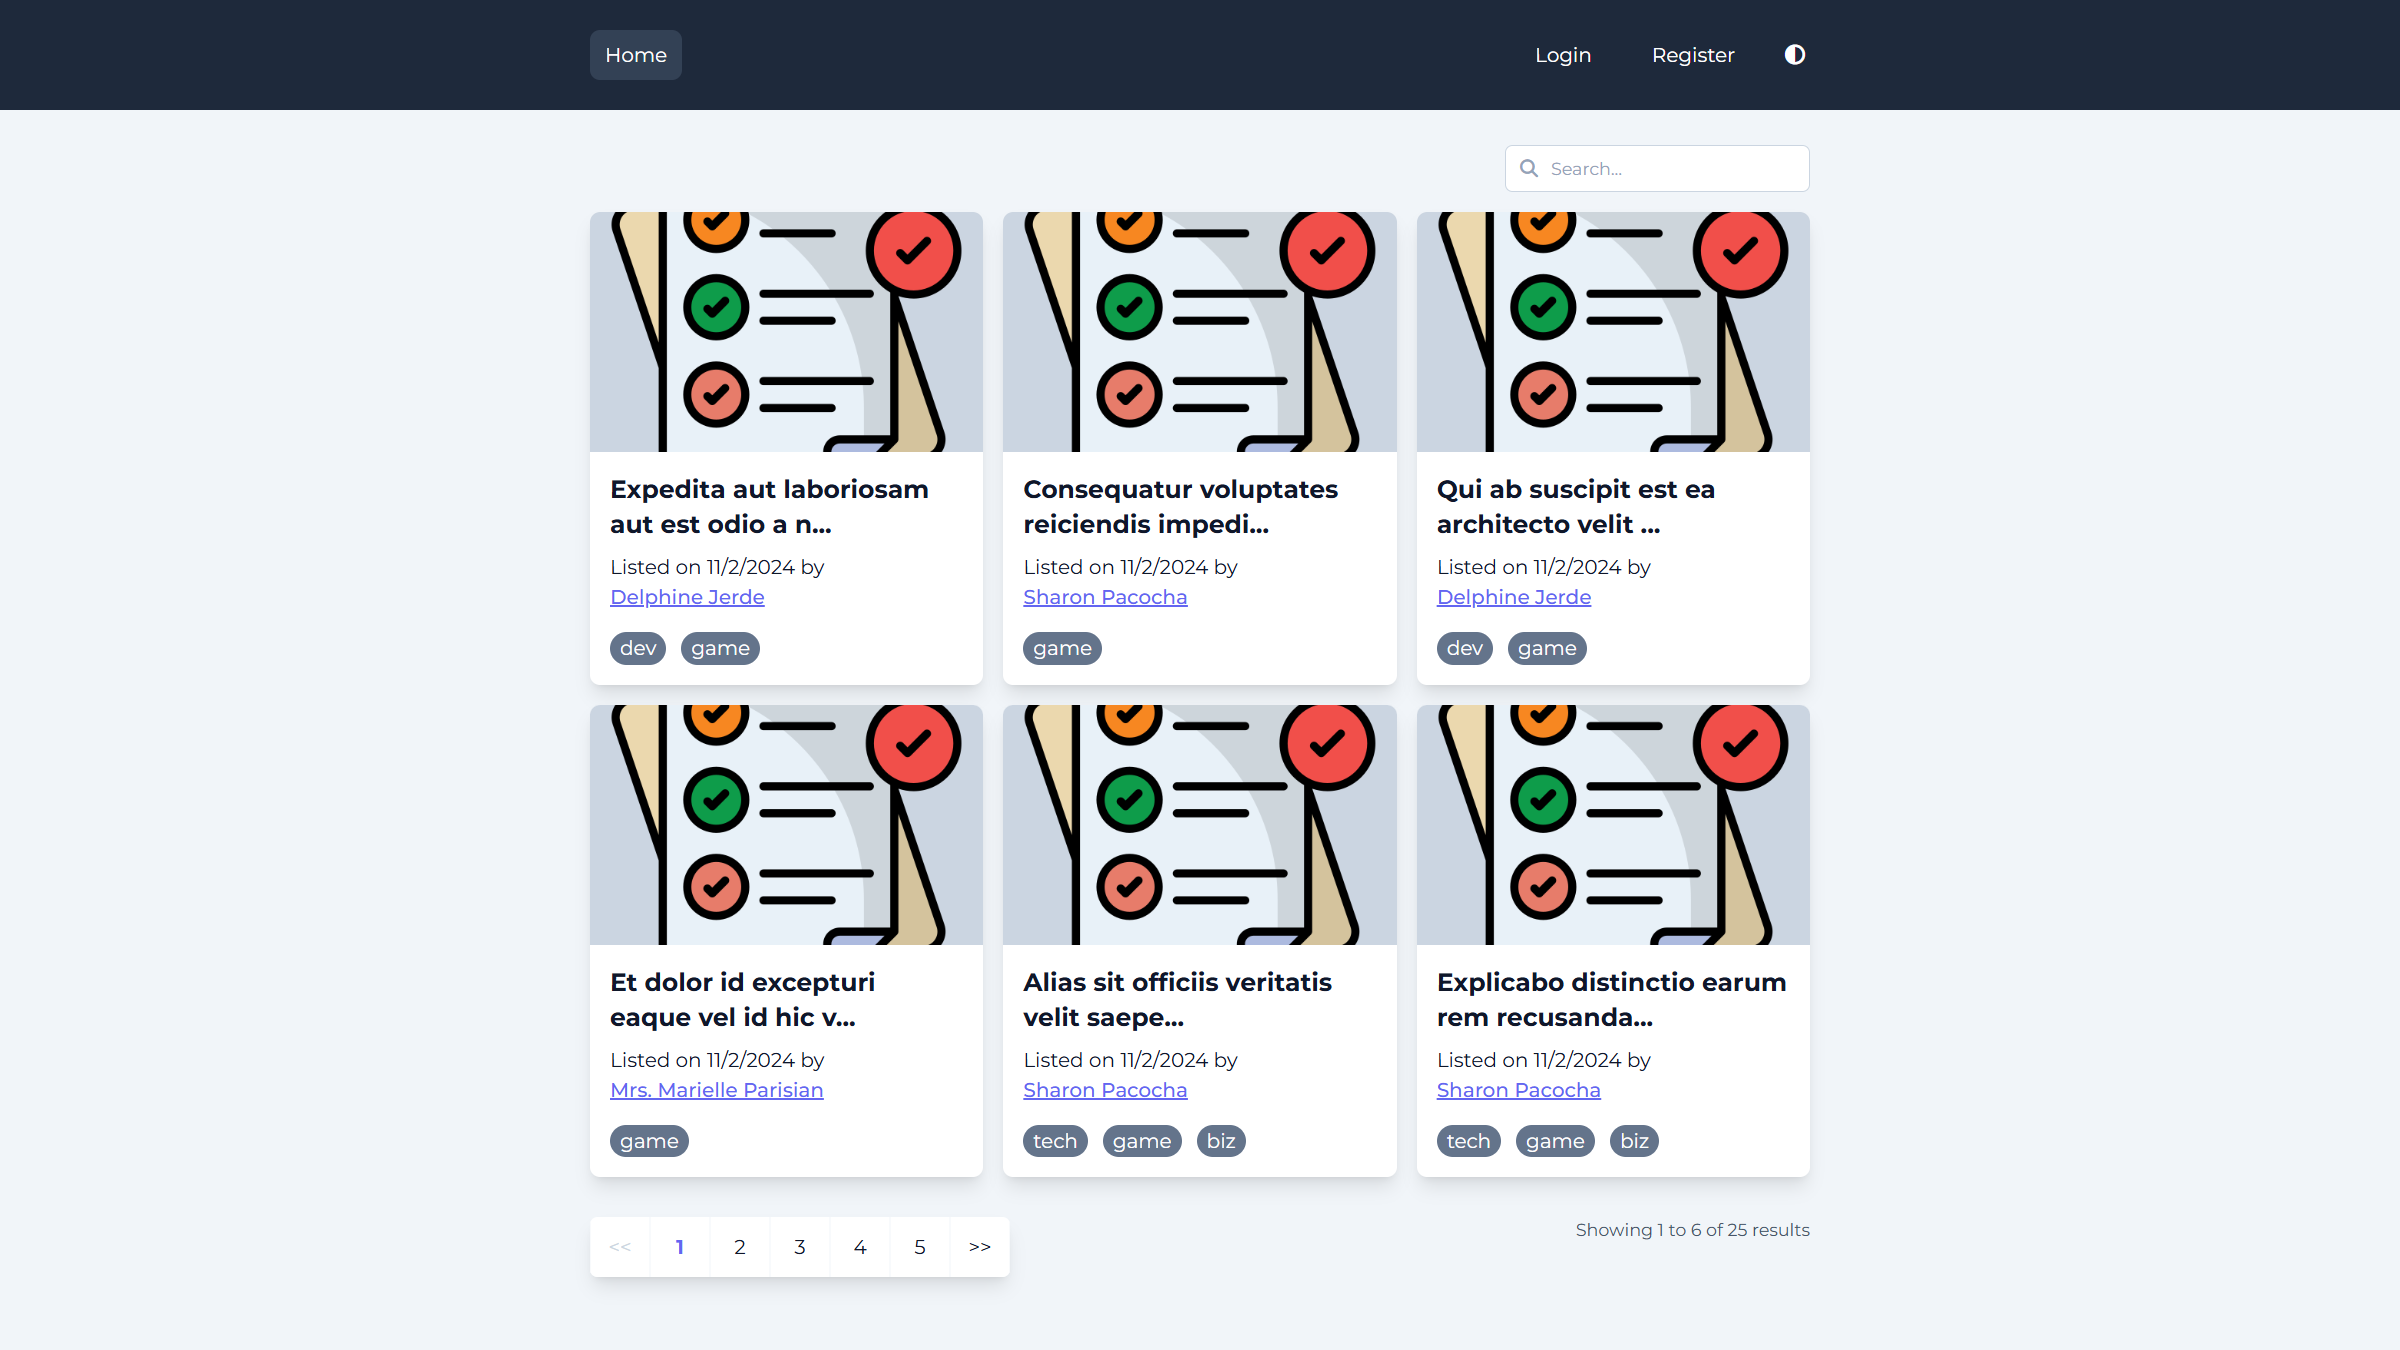 Home
Login
Register
Search...
Expedita aut laboriosam
aut est odio a n...
Listed on 11/2/2024 by
Delphine Jerde
dev game
Consequatur voluptates
reiciendis impedi...
Listed on 11/2/2024 by
Sharon Pacocha
game
Qui ab suscipit est ea
architecto velit ...
Listed on 11/2/2024 by
Delphine Jerde
dev game
Et dolor id excepturi
eaque vel id hic v...
Listed on 11/2/2024 by
Mrs. Marielle Parisian
game
Alias sit officiis veritatis
velit saepe...
Listed on 11/2/2024 by
Sharon Pacocha
tech game biz
Explicabo distinctio earum
rem recusanda...
Listed on 11/2/2024 by
Sharon Pacocha
tech game biz
<< 1 2 3 4 5 >>
Showing 1 to 6 of 25 results